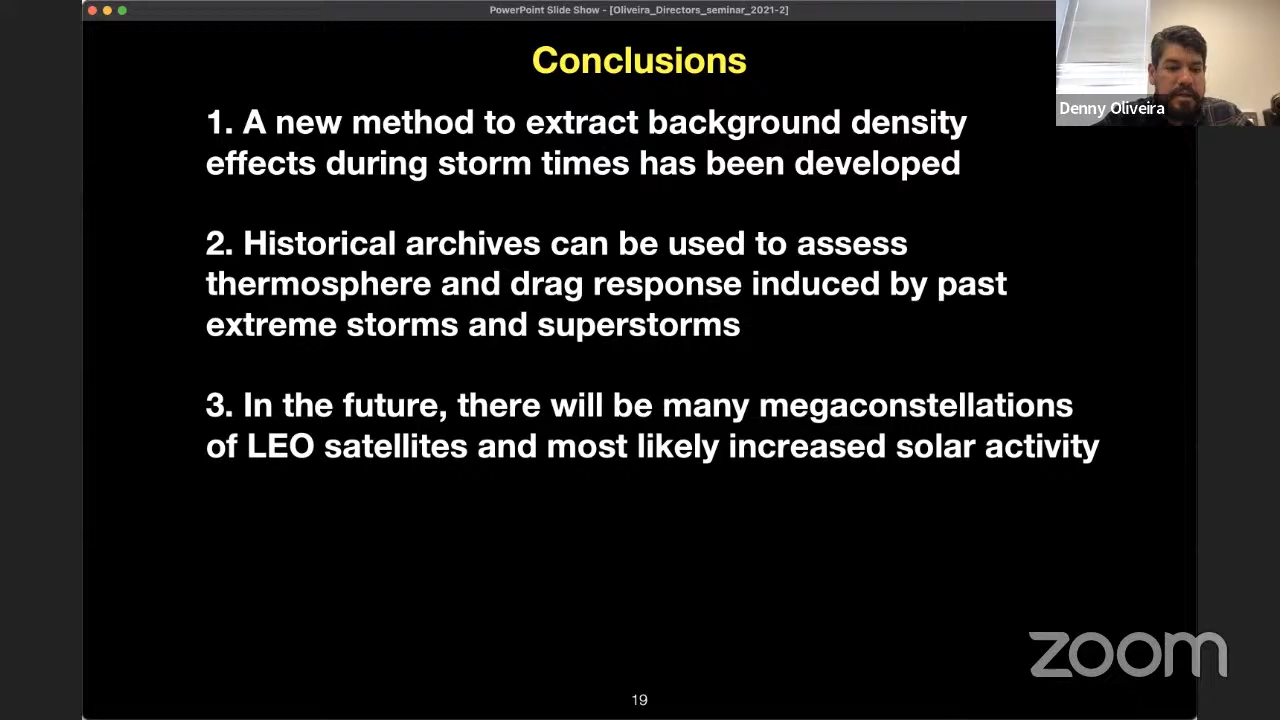 PowerPoint Slide Show - [Oliveira_Directors_seminar_2021-2]
Conclusions
Denny Oliveira
1. A new method to extract background density
effects during storm times has been developed
2. Historical archives can be used to assess
thermosphere and drag response induced by past
extreme storms and superstorms
3. In the future, there will be many megaconstellations
of LEO satellites and most likely increased solar activity
zoom
19